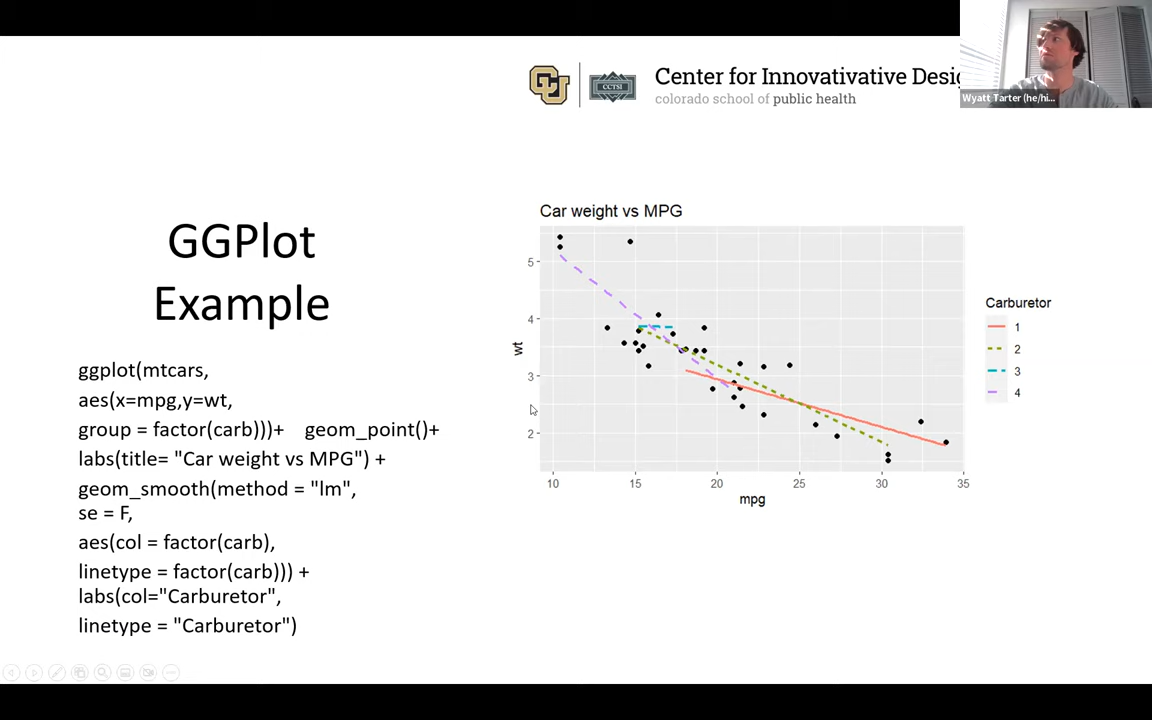 Center for Innovativative Desig
colorado school of public health
CCTSI
Wyatt Tarter (he/hi...
GGPlot
Example
ggplot(mtcars,
aes(x=mpg,y=wt,
group = factor(carb)))+ geom_point()+
labs(title= "Car weight vs MPG") +
geom_smooth(method = "lm",
se = F,
aes(col = factor(carb),
linetype = factor(carb))) +
labs(col="Carburetor",
linetype = "Carburetor")
Car weight vs MPG
5
4
3
2
wt
10 15 20 25 30 35
mpg
Carburetor
1
2
3
4